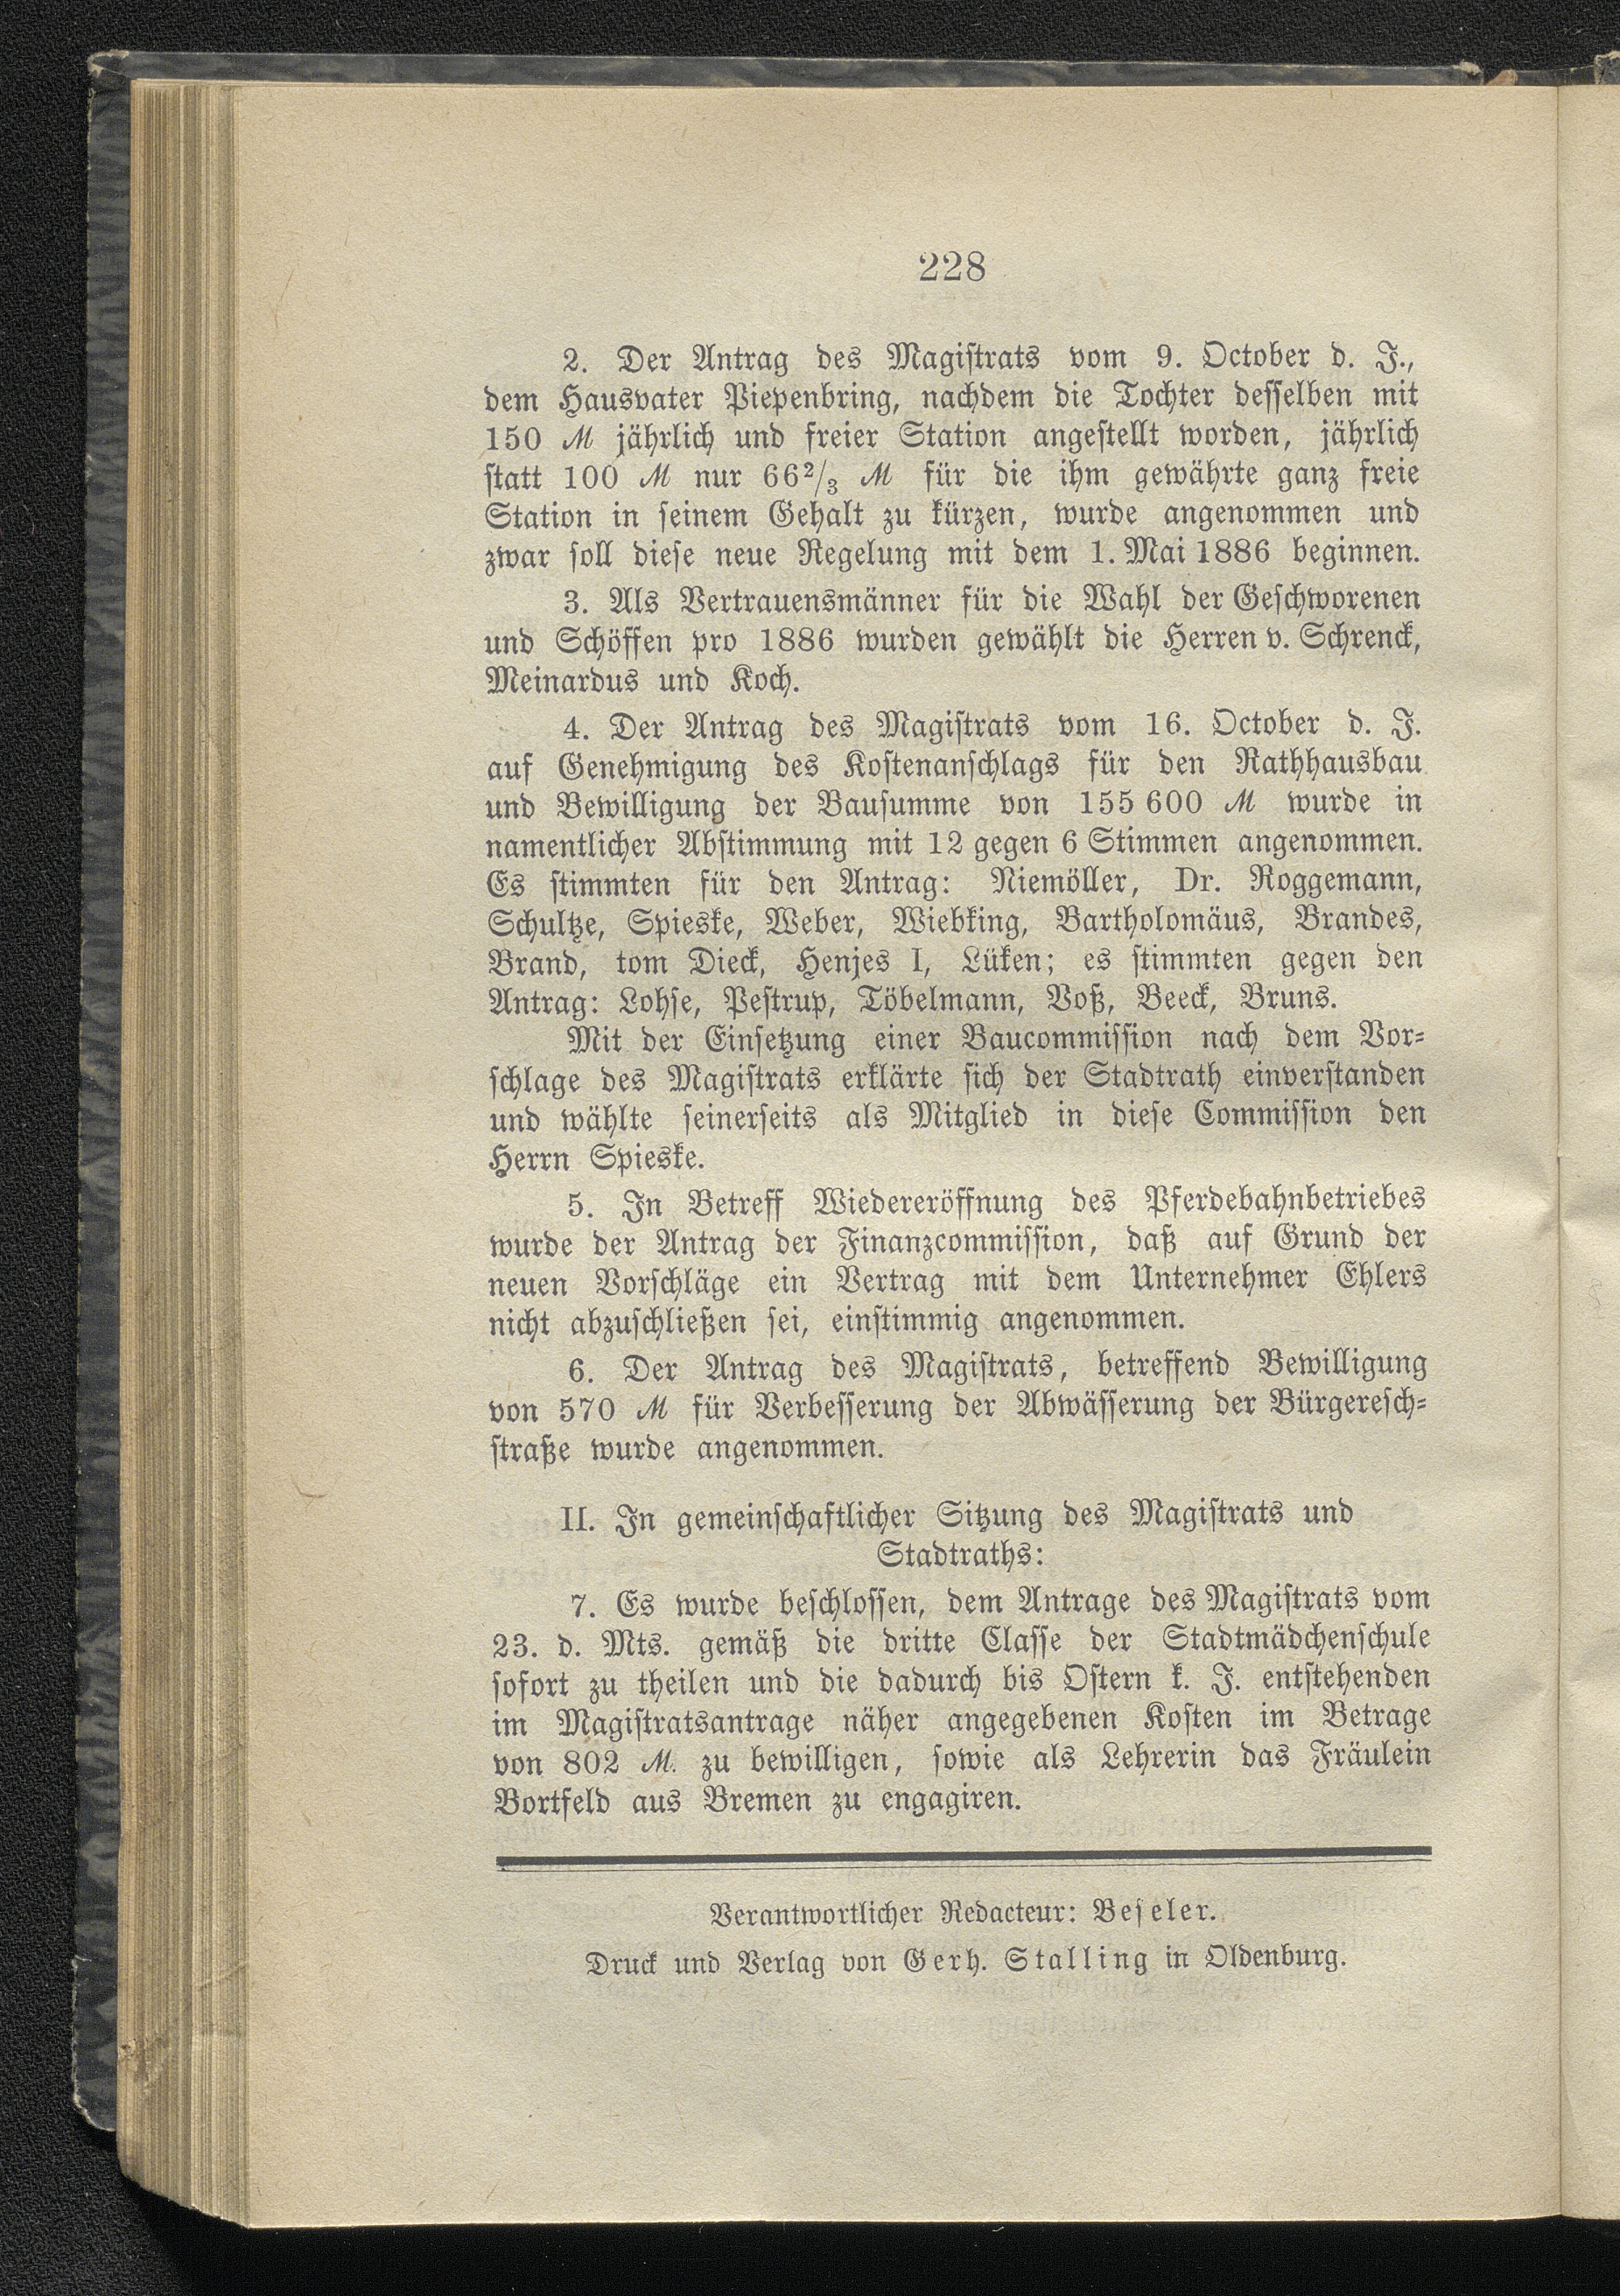 228
2. Der Antrag des Magistrats vom 9. October d. J.,
dem Hausvater Piepenbring, nachdem die Tochter desselben mit
150 ℳ jährlich und freier Station angestellt worden, jährlich
statt 100 ℳ nur 66²/₃ ℳ für die ihm gewährte ganz freie
Station in seinem Gehalt zu kürzen, wurde angenommen und
zwar soll diese neue Regelung mit dem 1. Mai 1886 beginnen.
3. Als Vertrauensmänner für die Wahl der Geschworenen
und Schöffen pro 1886 wurden gewählt die Herren v. Schrenck,
Meinardus und Koch.
4. Der Antrag des Magistrats vom 16. October d. J.
auf Genehmigung des Kostenanschlags für den Rathhausbau
und Bewilligung der Bausumme von 155 600 ℳ wurde in
namentlicher Abstimmung mit 12 gegen 6 Stimmen angenommen.
Es stimmten für den Antrag: Niemöller, Dr. Roggemann,
Schultze, Spieske, Weber, Wiebking, Bartholomäus, Brandes,
Brand, tom Dieck, Henjes I, Lüken; es stimmten gegen den
Antrag: Lohse, Pestrup, Töbelmann, Voß, Beeck, Bruns.
Mit der Einsetzung einer Baucommission nach dem Vor-
schlage des Magistrats erklärte sich der Stadtrath einverstanden
und wählte seinerseits als Mitglied in diese Commission den
Herrn Spieske.
5. In Betreff Wiedereröffnung des Pferdebahnbetriebes
wurde der Antrag der Finanzcommission, daß auf Grund der
neuen Vorschläge ein Vertrag mit dem Unternehmer Ehlers
nicht abzuschließen sei, einstimmig angenommen.
6. Der Antrag des Magistrats, betreffend Bewilligung
von 570 ℳ für Verbesserung der Abwässerung der Bürgeresch-
straße wurde angenommen.
II. In gemeinschaftlicher Sitzung des Magistrats und
Stadtraths:
7. Es wurde beschlossen, dem Antrage des Magistrats vom
23. d. Mts. gemäß die dritte Classe der Stadtmädchenschule
sofort zu theilen und die dadurch bis Ostern k. J. entstehenden
im Magistratsantrage näher angegebenen Kosten im Betrage
von 802 ℳ. zu bewilligen, sowie als Lehrerin das Fräulein
Bortfeld aus Bremen zu engagiren.
Verantwortlicher Redacteur: Beseler.
Druck und Verlag von Gerh. Stalling in Oldenburg.